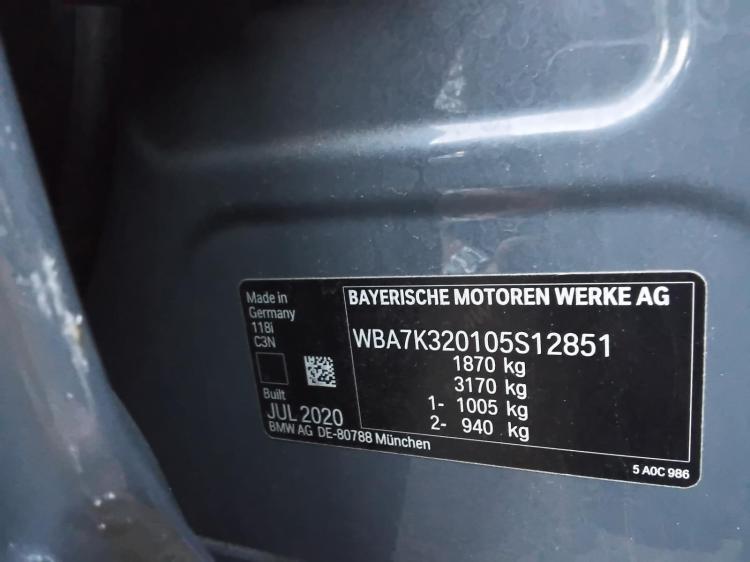 Made in
Germany
118i
C3N
Built
JUL 2020
BMW AG DE-80788 München
BAYERISCHE MOTOREN WERKE AG
WBA7K320105S12851
1870 kg
3170 kg
1- 1005 kg
2- 940 kg
5 A0C 986